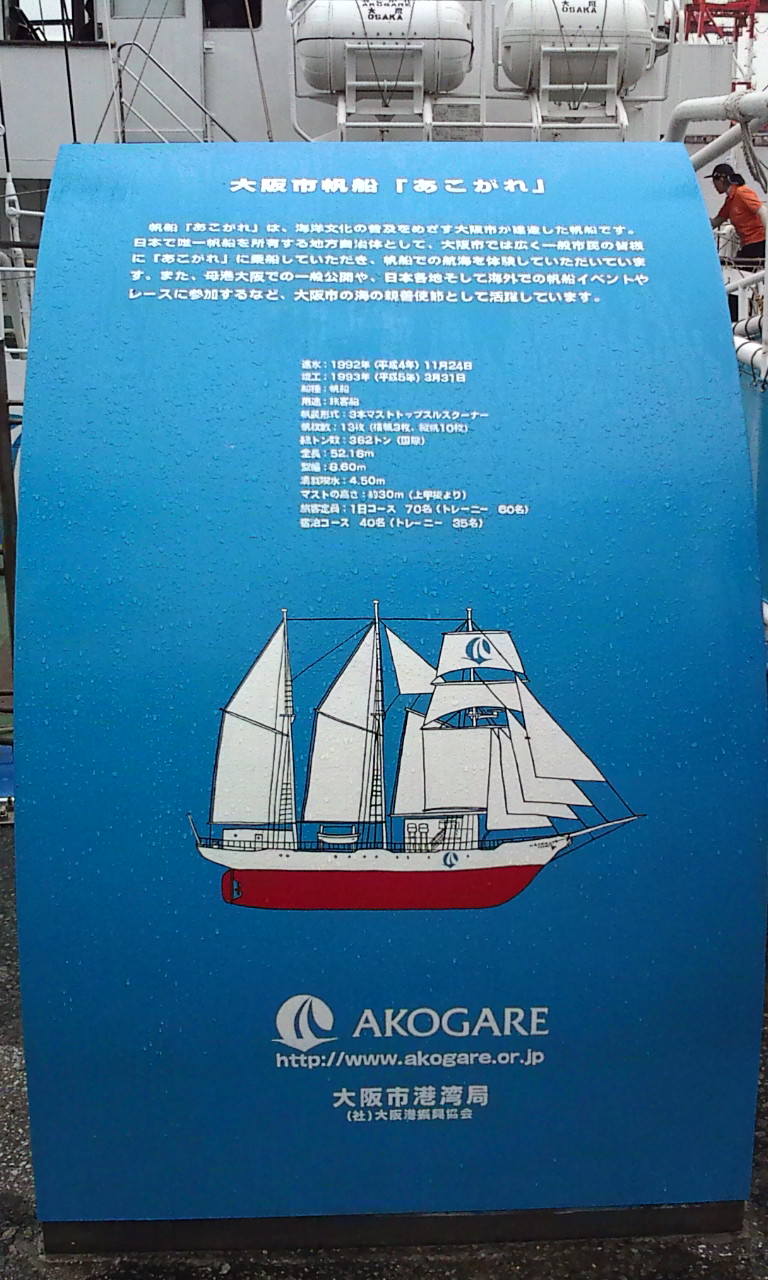 大阪
OSAKA
大阪
OSAKA
大阪市帆船「あこがれ」
帆船「あこがれ」は、海洋文化の普及をめざす大阪市が建造した帆船です。
日本で唯一帆船を所有する地方自治体として、大阪市では広く一般市民の皆様
に「あこがれ」に乗船していただき、帆船での航海を体験していただいていま
す。また、母港大阪での一般公開や、日本各地そして海外での帆船イベントや
レースに参加するなど、大阪市の海の親善使節として活躍しています。
進水：1992年（平成4年）11月24日
竣工：1993年（平成5年）3月31日
船種：帆船
用途：旅客船
帆装形式：3本マストトップスルスクーナー
帆枚数：13枚（横帆3枚、縦帆10枚）
総トン数：362トン（国際）
全長：52.16m
型幅：8.60m
満載喫水：4.50m
マストの高さ：約30m（上甲板より）
旅客定員：1日コース 70名（トレーニー 60名）
宿泊コース 40名（トレーニー 35名）
AKOGARE
http://www.akogare.or.jp
大阪市港湾局
（社）大阪港振興協会